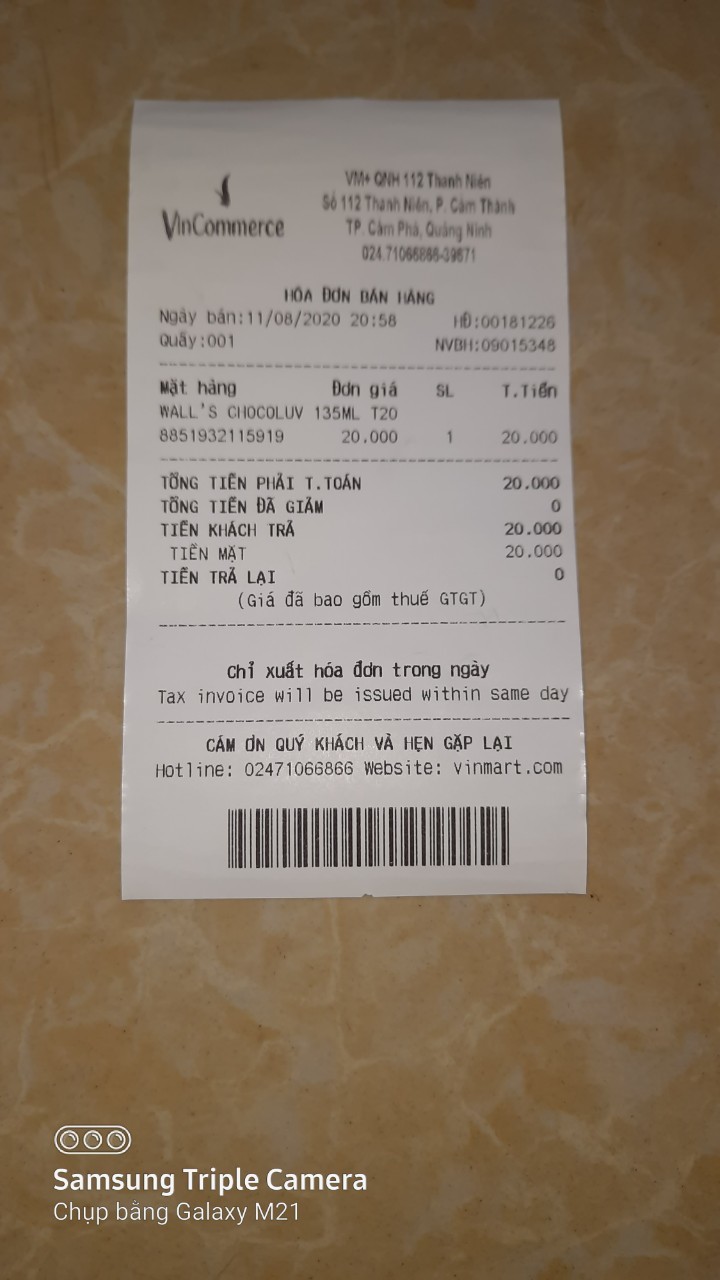 VinCommerce
VM+ QNH 112 Thanh Niên
Số 112 Thanh Niên, P. Cẩm Thành
TP. Cẩm Phả, Quảng Ninh
024.71066866-39671
HÓA ĐƠN BÁN HÀNG
Ngày bán:11/08/2020 20:58 HĐ:00181226
Quầy:001 NVBH:09015348
Mặt hàng Đơn giá SL T.Tiền
WALL'S CHOCOLUV 135ML T20
8851932115919 20.000 1 20.000
TỔNG TIỀN PHẢI T.TOÁN 20.000
TỔNG TIỀN ĐÃ GIẢM 0
TIỀN KHÁCH TRẢ 20.000
TIỀN MẶT 20.000
TIỀN TRẢ LẠI 0
(Giá đã bao gồm thuế GTGT)
Chỉ xuất hóa đơn trong ngày
Tax invoice will be issued within same day
CẢM ƠN QUÝ KHÁCH VÀ HẸN GẶP LẠI
Hotline: 02471066866 Website: vinmart.com
Samsung Triple Camera
Chụp bằng Galaxy M21